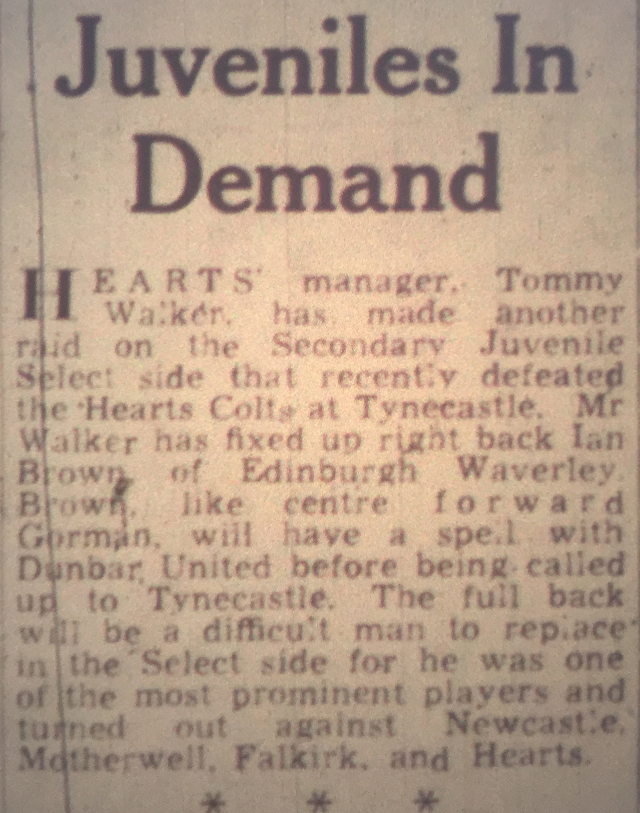 Juveniles In
Demand
HEARTS' manager, Tommy
Walker, has made another
raid on the Secondary Juvenile
Select side that recently defeated
the Hearts Colts at Tynecastle. Mr
Walker has fixed up right back Ian
Brown of Edinburgh Waverley.
Brown, like centre forward
Gorman, will have a spell with
Dunbar United before being called
up to Tynecastle. The full back
will be a difficult man to replace
in the Select side for he was one
of the most prominent players and
turned out against Newcastle,
Motherwell, Falkirk, and Hearts.
* * *